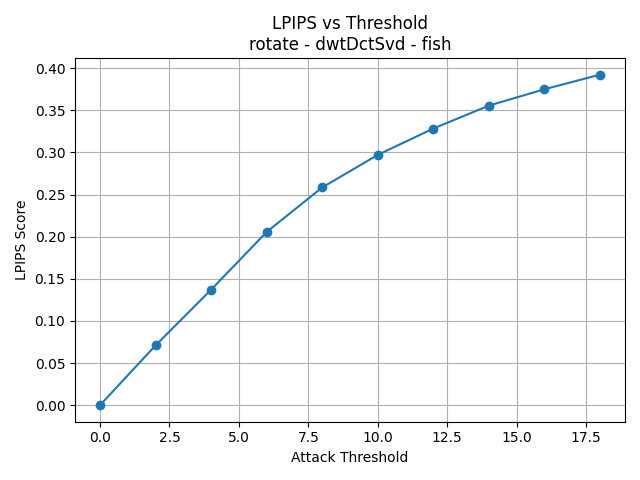 LPIPS vs Threshold
rotate - dwtDctSvd - fish
LPIPS Score
0.40
0.35
0.30
0.25
0.20
0.15
0.10
0.05
0.00
0.0 2.5 5.0 7.5 10.0 12.5 15.0 17.5
Attack Threshold